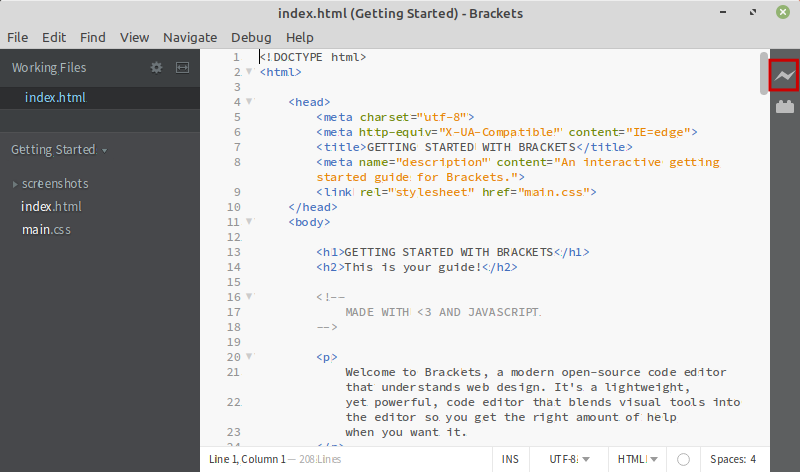 index.html (Getting Started) - Brackets
File Edit Find View Navigate Debug Help
Working Files
index.html
Getting Started
screenshots
index.html
main.css
1 <!DOCTYPE html>
2 <html>
3
4 <head>
5 <meta charset="utf-8">
6 <meta http-equiv="X-UA-Compatible" content="IE=edge">
7 <title>GETTING STARTED WITH BRACKETS</title>
8 <meta name="description" content="An interactive getting
started guide for Brackets.">
9 <link rel="stylesheet" href="main.css">
10 </head>
11 <body>
12
13 <h1>GETTING STARTED WITH BRACKETS</h1>
14 <h2>This is your guide!</h2>
15
16 <!--
17 MADE WITH <3 AND JAVASCRIPT
18 -->
19
20 <p>
21 Welcome to Brackets, a modern open-source code editor
that understands web design. It's a lightweight,
22 yet powerful, code editor that blends visual tools into
the editor so you get the right amount of help
23 when you want it.
Line 1, Column 1 — 208 Lines INS UTF-8 HTML Spaces: 4